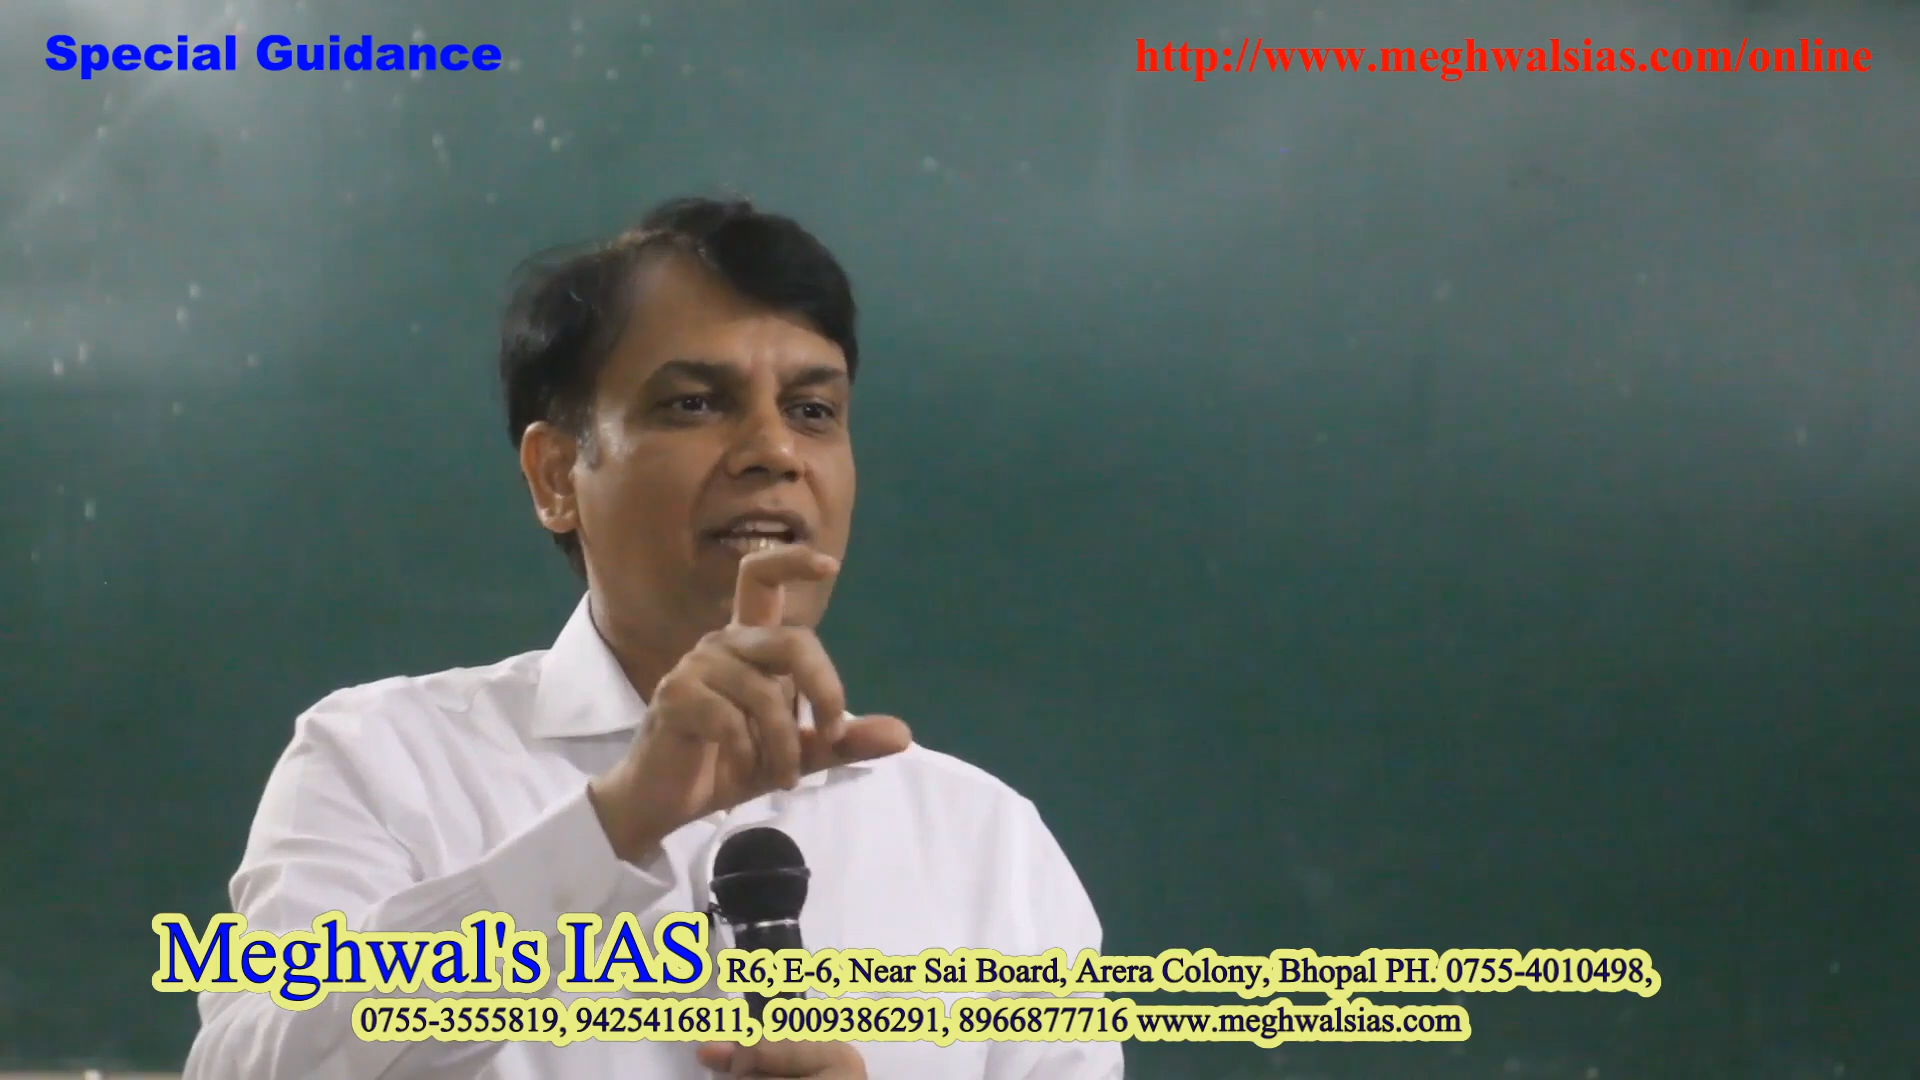 Special Guidance
http://www.meghwalsias.com/online
Meghwal's IAS R6, E-6, Near Sai Board, Arera Colony, Bhopal PH. 0755-4010498,
0755-3555819, 9425416811, 9009386291, 8966877716 www.meghwalsias.com